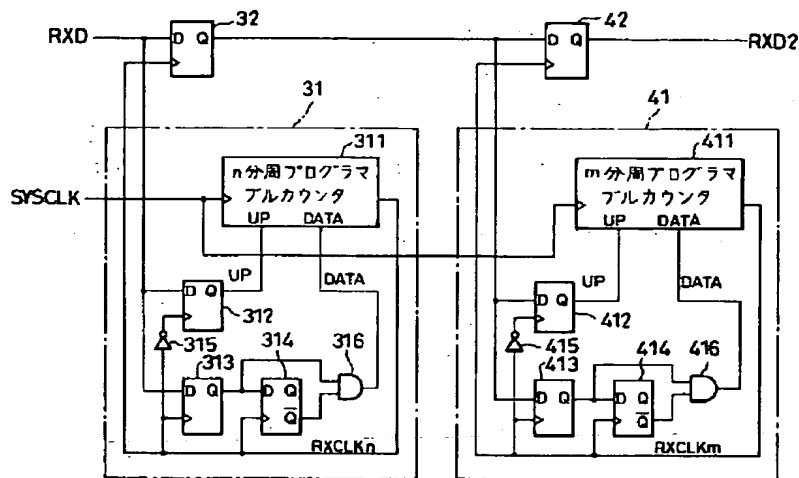 32
42
RXD
D Q
D Q
RXD2
31
41
311
411
n分周プログラマ
ブルカウンタ
UP DATA
m分周プログラマ
ブルカウンタ
UP DATA
SYSCLK
UP
DATA
UP
DATA
D Q
312
D Q
412
315
313
314
316
415
413
414
416
D Q
D Q
Q
D Q
D Q
Q
RXCLKn
RXCLKm